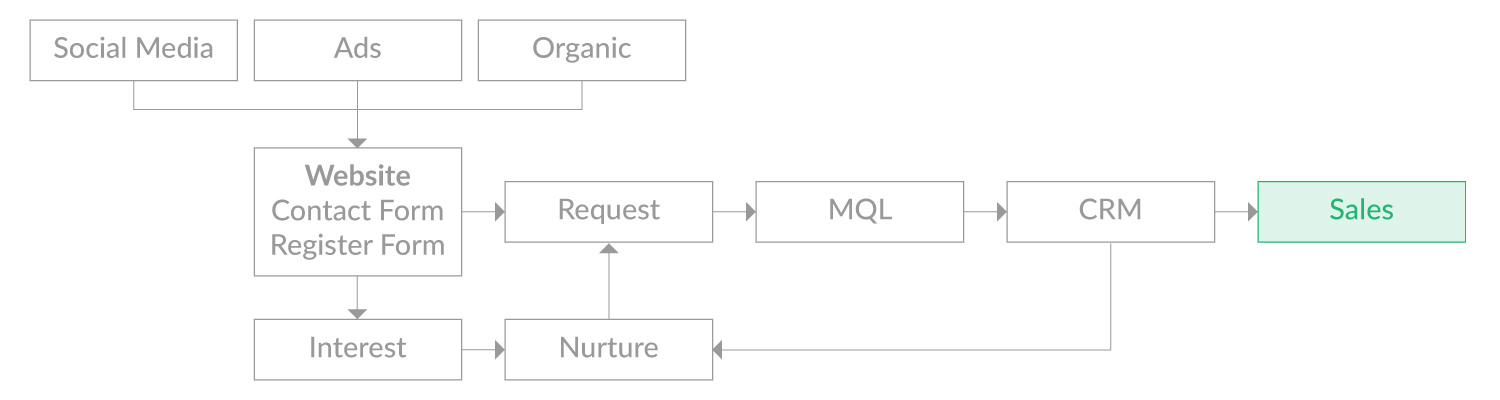 Social Media
Ads
Organic
Website
Contact Form
Register Form
Request
MQL
CRM
Sales
Interest
Nurture